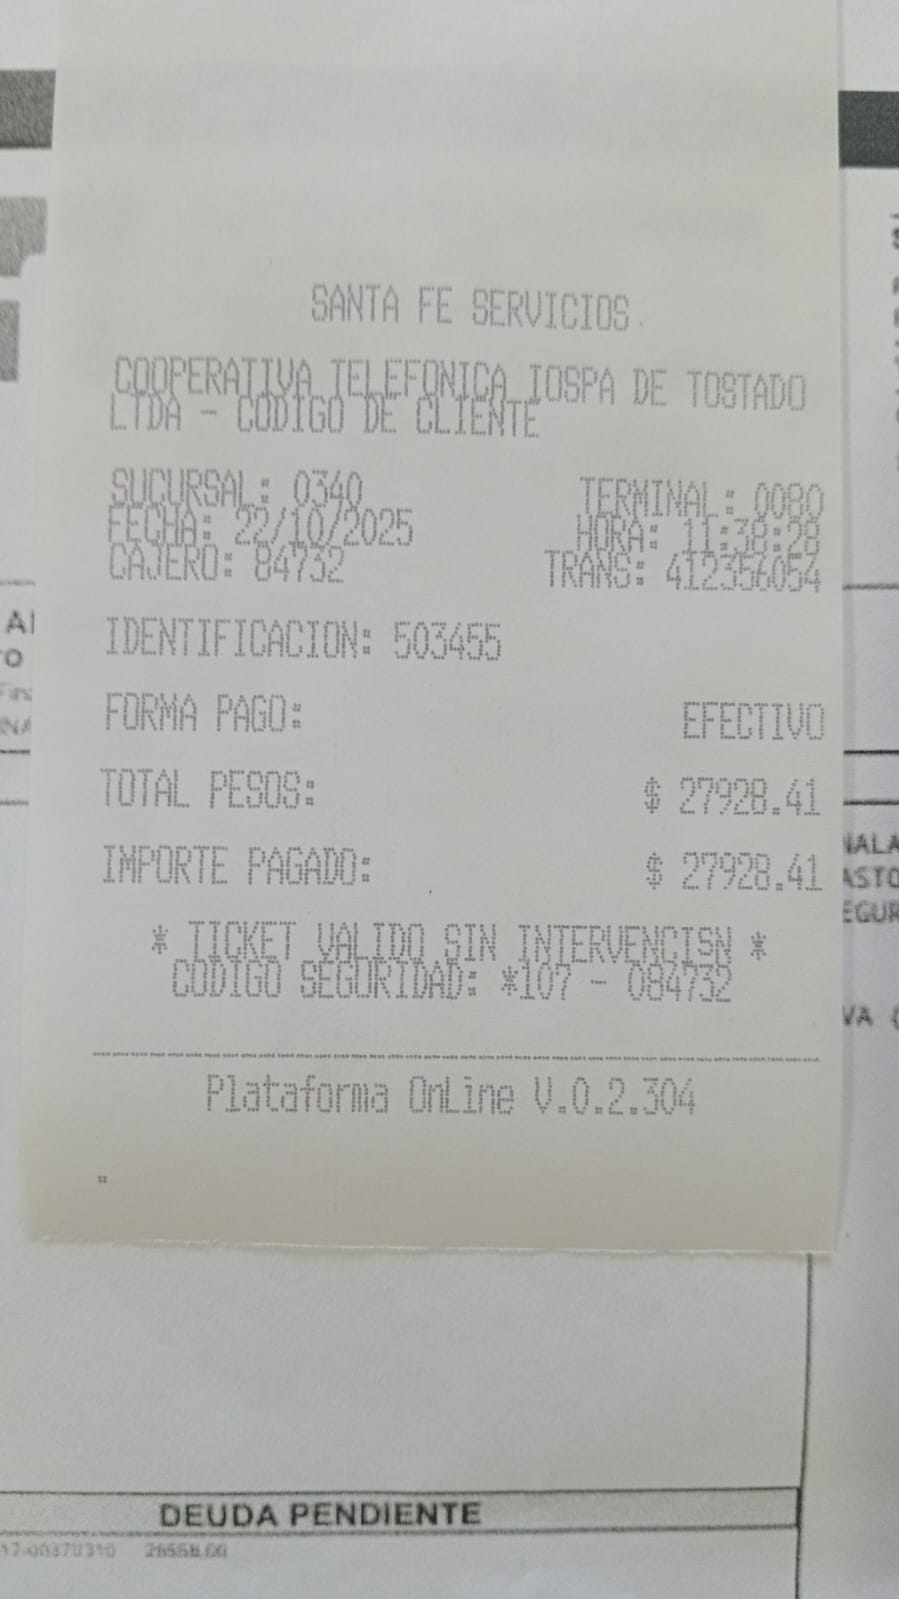 SANTA FE SERVICIOS
COOPERATIVA TELEFONICA IOSPA DE TOSTADO
LTDA - CODIGO DE CLIENTE
SUCURSAL: 0340 TERMINAL: 0080
FECHA: 22/10/2025 HORA: 11:38:28
CAJERO: 84732 TRANS: 412356054
IDENTIFICACION: 503455
FORMA PAGO: EFECTIVO
TOTAL PESOS: $ 27928.41
IMPORTE PAGADO: $ 27928.41
* TICKET VALIDO SIN INTERVENCISN *
CODIGO SEGURIDAD: *107 - 084732
Plataforma OnLine V.0.2.304
DEUDA PENDIENTE